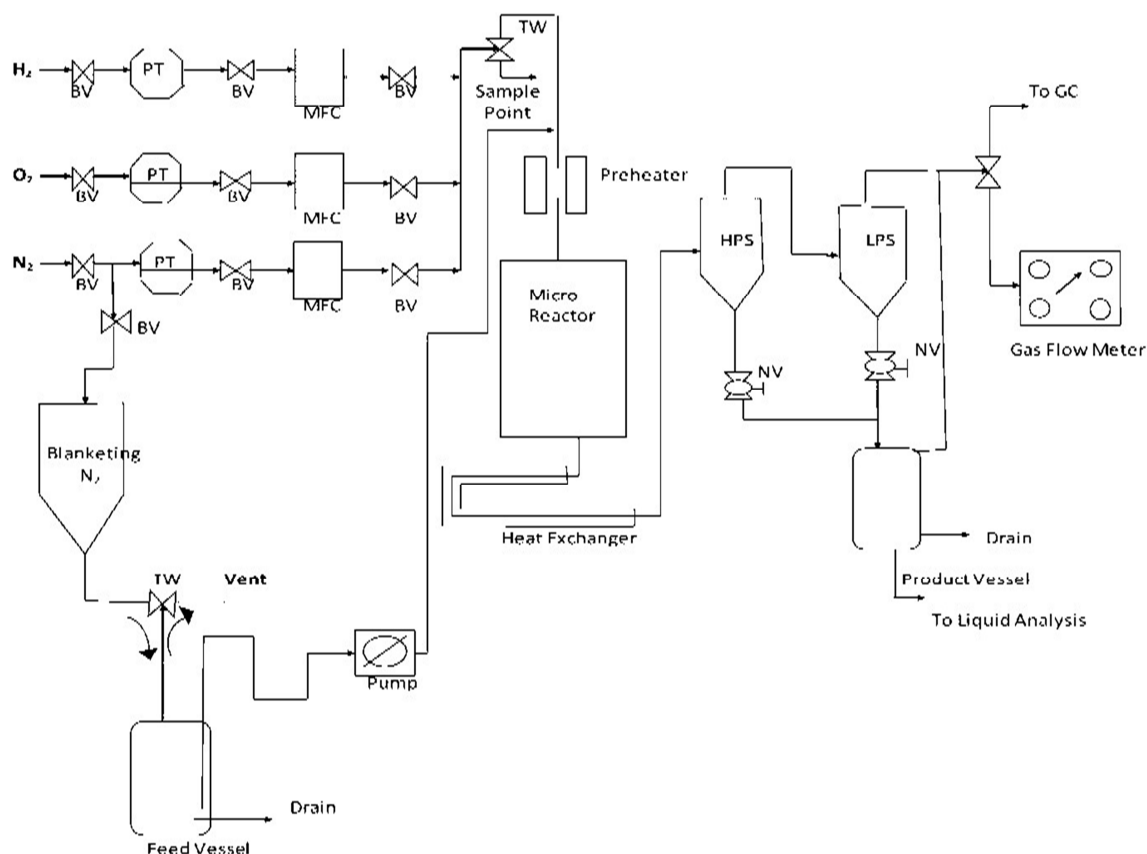 H₂
BV
PT
BV
MFC
BV
TW
Sample
Point
To GC
O₂
BV
PT
BV
MFC
BV
Preheater
N₂
BV
PT
BV
MFC
BV
BV
HPS
LPS
Micro
Reactor
Gas Flow Meter
NV
NV
Blanketing
N₂
Heat Exchanger
Drain
Product Vessel
To Liquid Analysis
TW
Vent
Pump
Drain
Feed Vessel